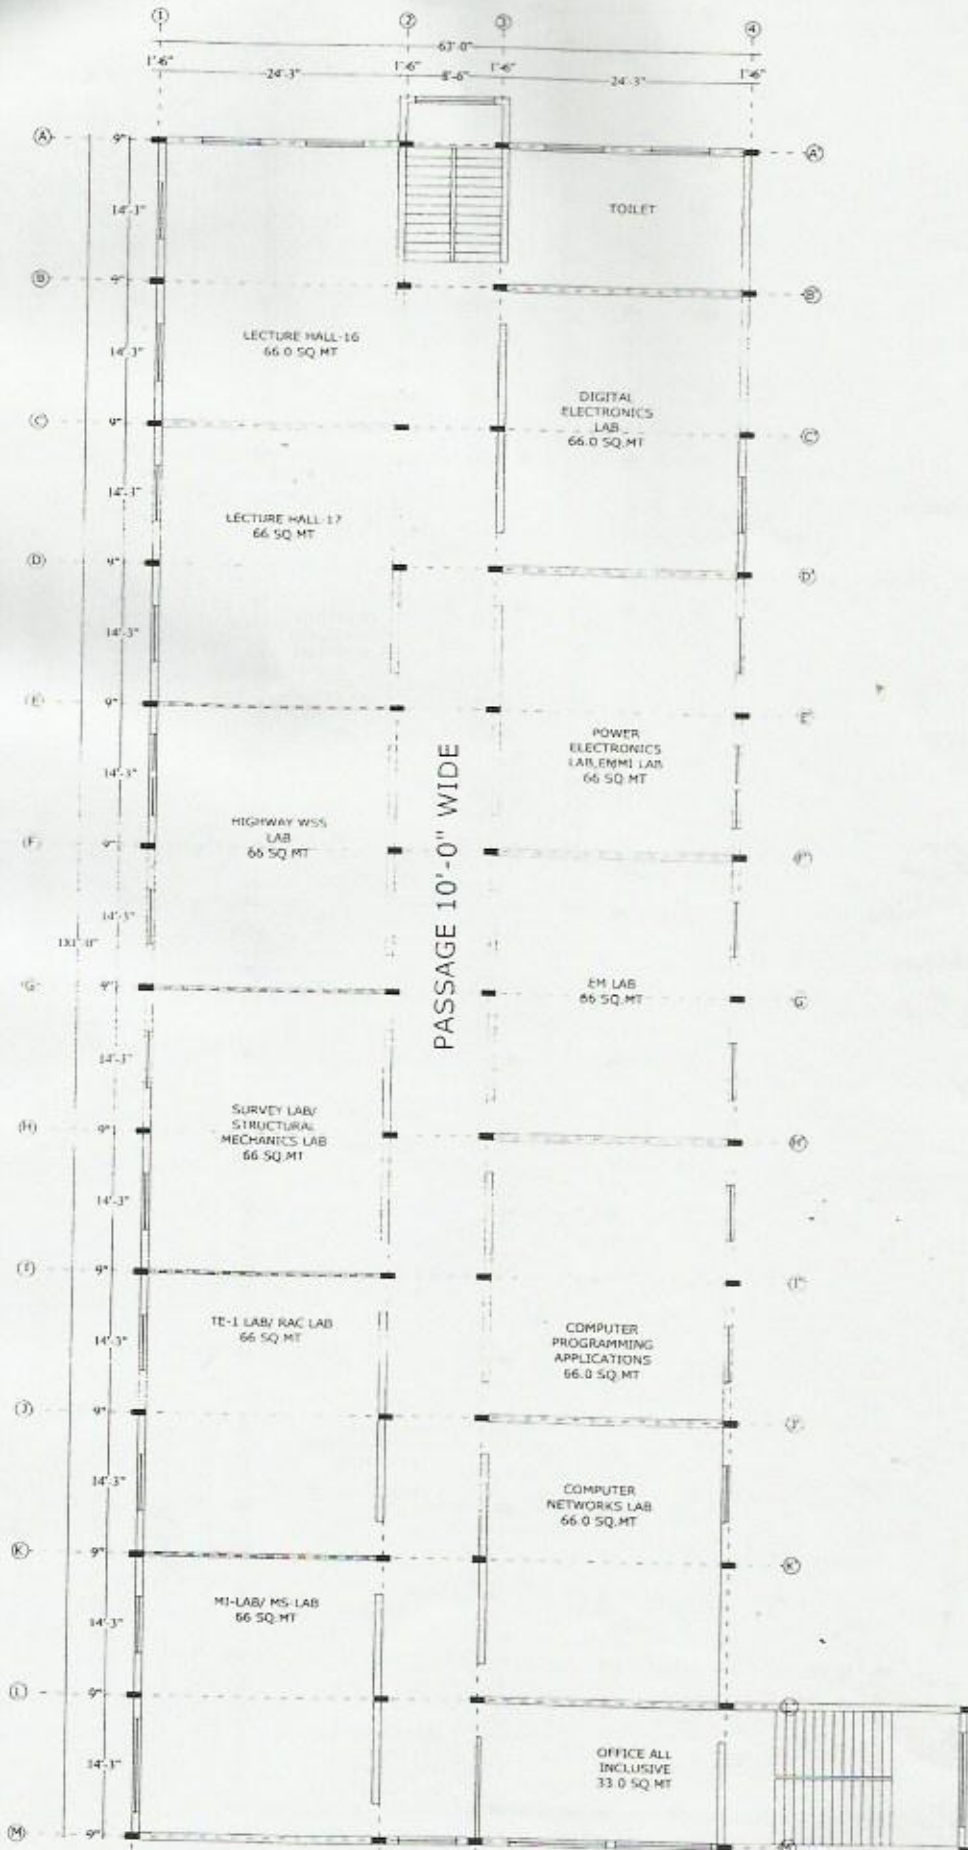 1 2 3 4
63'-0"
1'-6" 24'-3" 1'-6" 8'-6" 1'-6" 24'-3" 1'-6"
A 9" A'
14'-3"
TOILET
B 9" B'
14'-3"
LECTURE HALL-16
66.0 SQ MT
DIGITAL
ELECTRONICS
LAB
66.0 SQ.MT
C 9" C'
14'-3"
LECTURE HALL-17
66 SQ MT
D 9" D'
14'-3"
E 9" E'
14'-3"
POWER
ELECTRONICS
LAB,EMMI LAB
66 SQ MT
PASSAGE 10'-0" WIDE
HIGHWAY WSS
LAB
66 SQ MT
F 9" F'
14'-3"
G 9" G'
EM LAB
66 SQ.MT
14'-3"
SURVEY LAB/
STRUCTURAL
MECHANICS LAB
66 SQ.MT
H 9" H'
14'-3"
I 9" I'
TE-1 LAB/ RAC LAB
66 SQ MT
14'-3"
COMPUTER
PROGRAMMING
APPLICATIONS
66.0 SQ.MT
J 9" J'
14'-3"
COMPUTER
NETWORKS LAB
66.0 SQ.MT
K 9" K'
MI-LAB/ MS-LAB
66 SQ MT
14'-3"
L 9" L'
14'-3"
OFFICE ALL
INCLUSIVE
33.0 SQ MT
M 9"